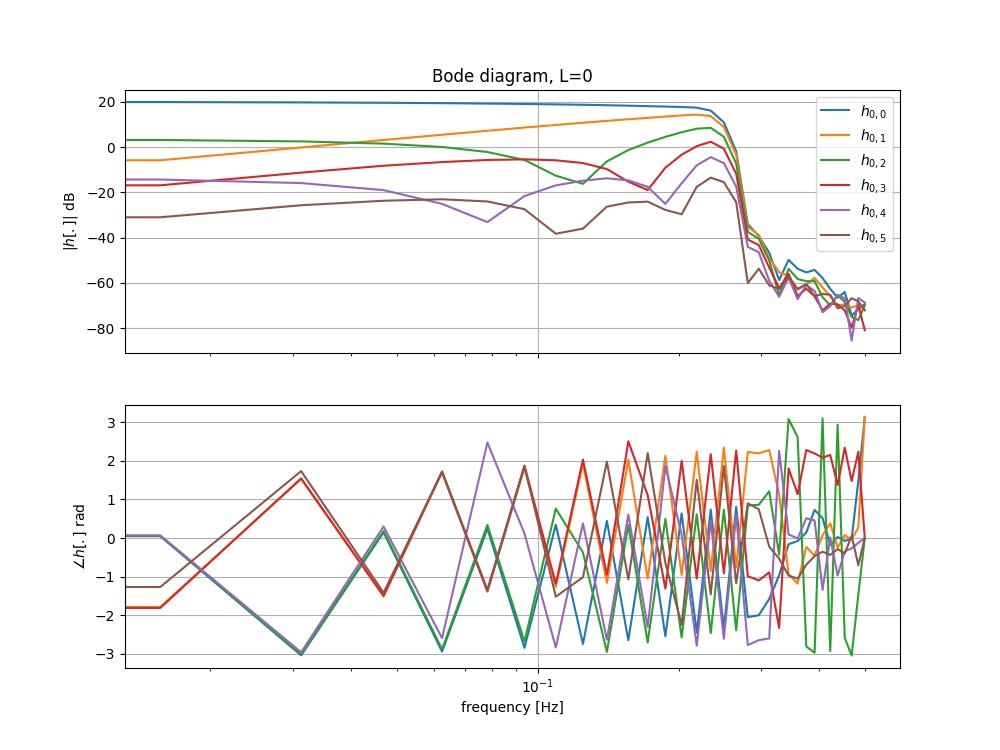 Bode diagram, L=0
|h[.]| dB
20
0
−20
−40
−60
−80
h0,0
h0,1
h0,2
h0,3
h0,4
h0,5
∠h[.] rad
3
2
1
0
−1
−2
−3
10−1
frequency [Hz]